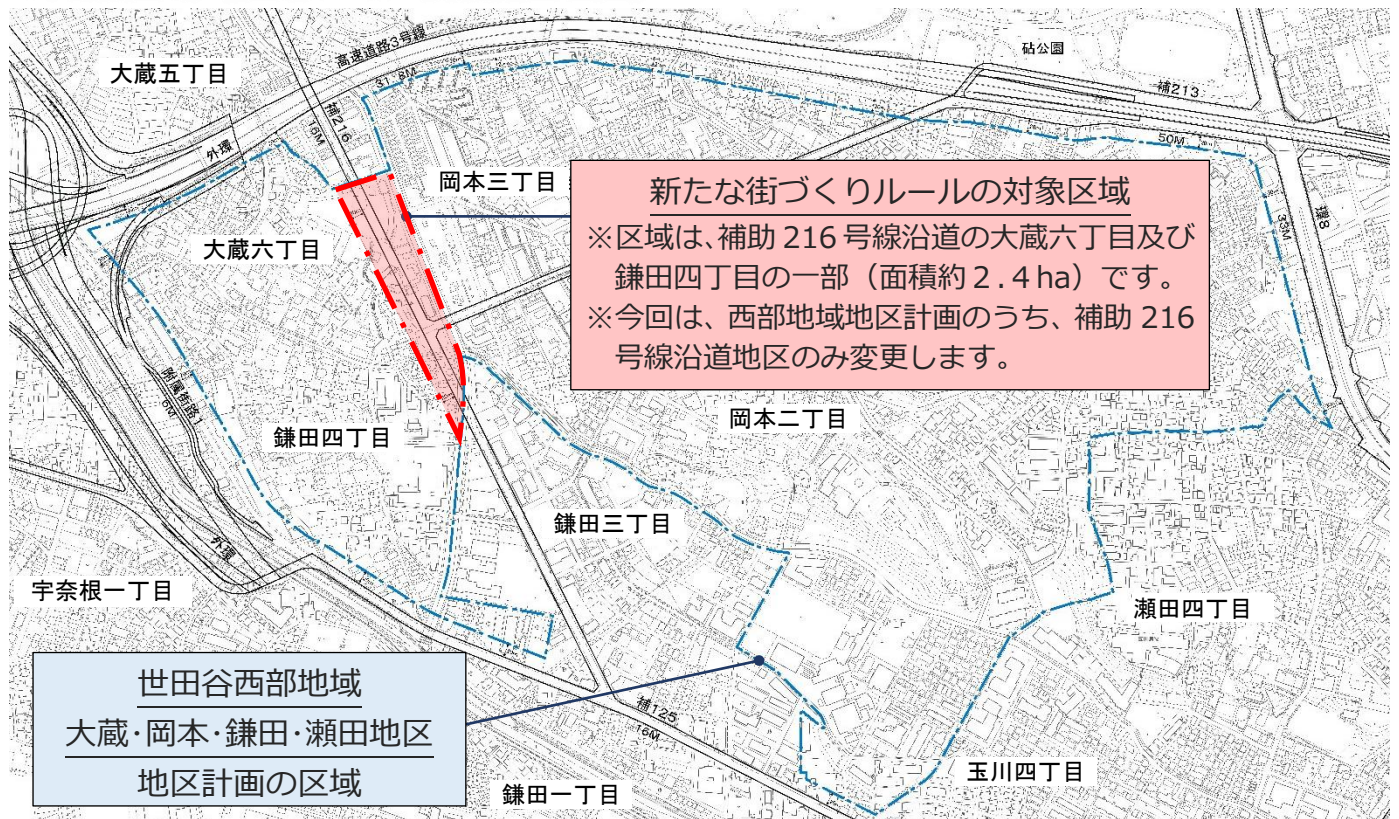 大蔵五丁目
高速道路3号線
31.8M
砧公園
補213
補216
16M
外環
50M
岡本三丁目
新たな街づくりルールの対象区域
※区域は、補助216号線沿道の大蔵六丁目及び
鎌田四丁目の一部（面積約2.4ha）です。
※今回は、西部地域地区計画のうち、補助216
号線沿道地区のみ変更します。
33M
環8
大蔵六丁目
附属街路1
6M
鎌田四丁目
岡本二丁目
鎌田三丁目
外環
宇奈根一丁目
瀬田四丁目
世田谷西部地域
大蔵・岡本・鎌田・瀬田地区
地区計画の区域
補125
16M
玉川四丁目
鎌田一丁目